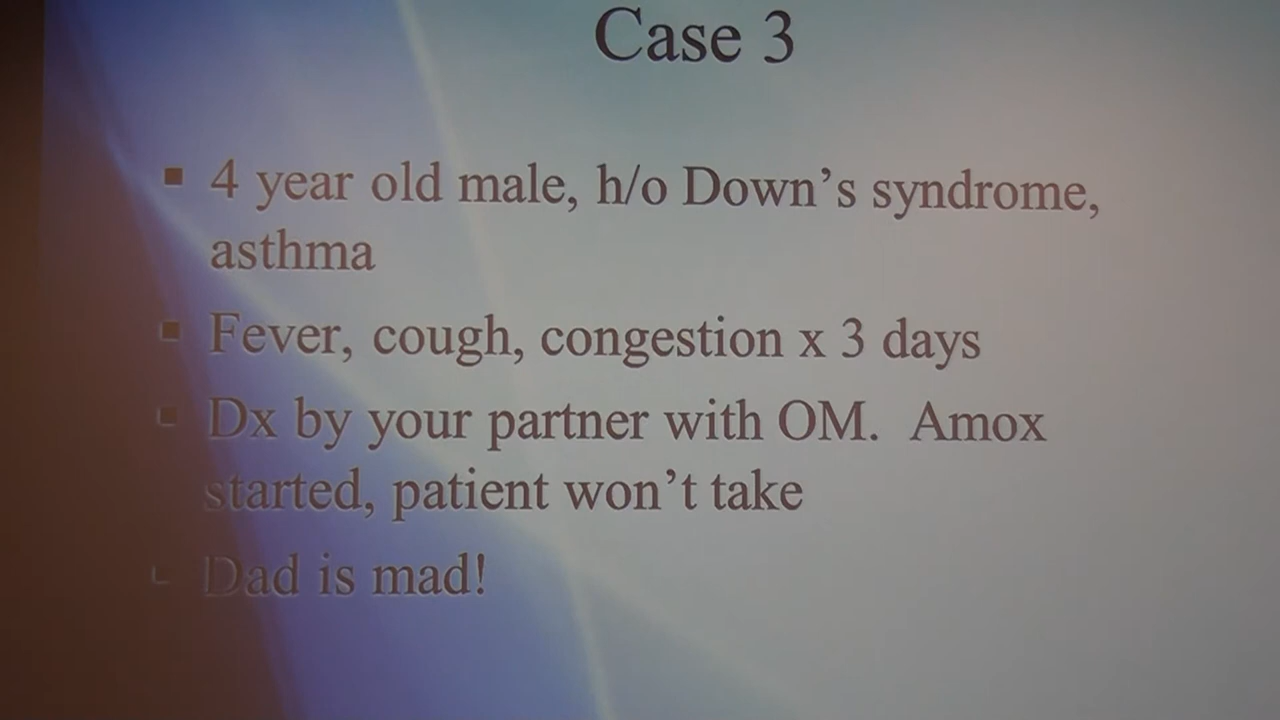 Case 3
▪ 4 year old male, h/o Down’s syndrome,
asthma
▪ Fever, cough, congestion x 3 days
▪ Dx by your partner with OM. Amox
started, patient won’t take
▪ Dad is mad!